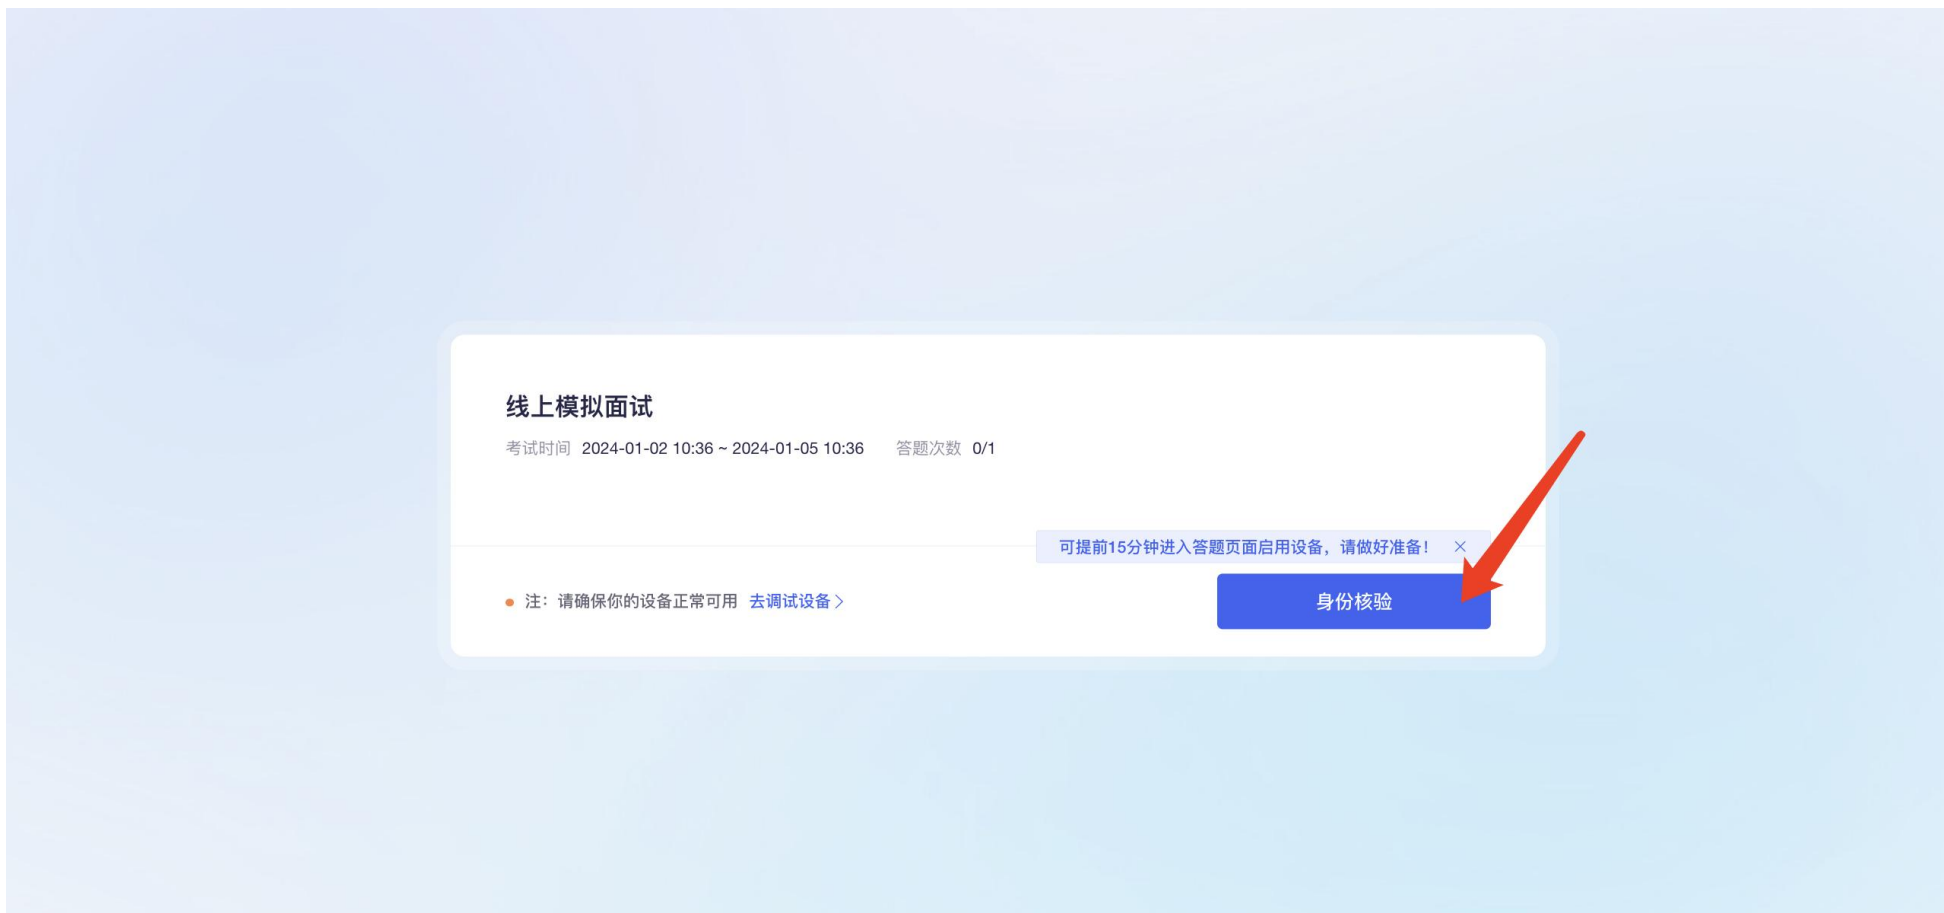 线上模拟面试
考试时间 2024-01-02 10:36 ~ 2024-01-05 10:36 答题次数 0/1
可提前15分钟进入答题页面启用设备，请做好准备！ ×
注：请确保你的设备正常可用 去调试设备 >
身份核验